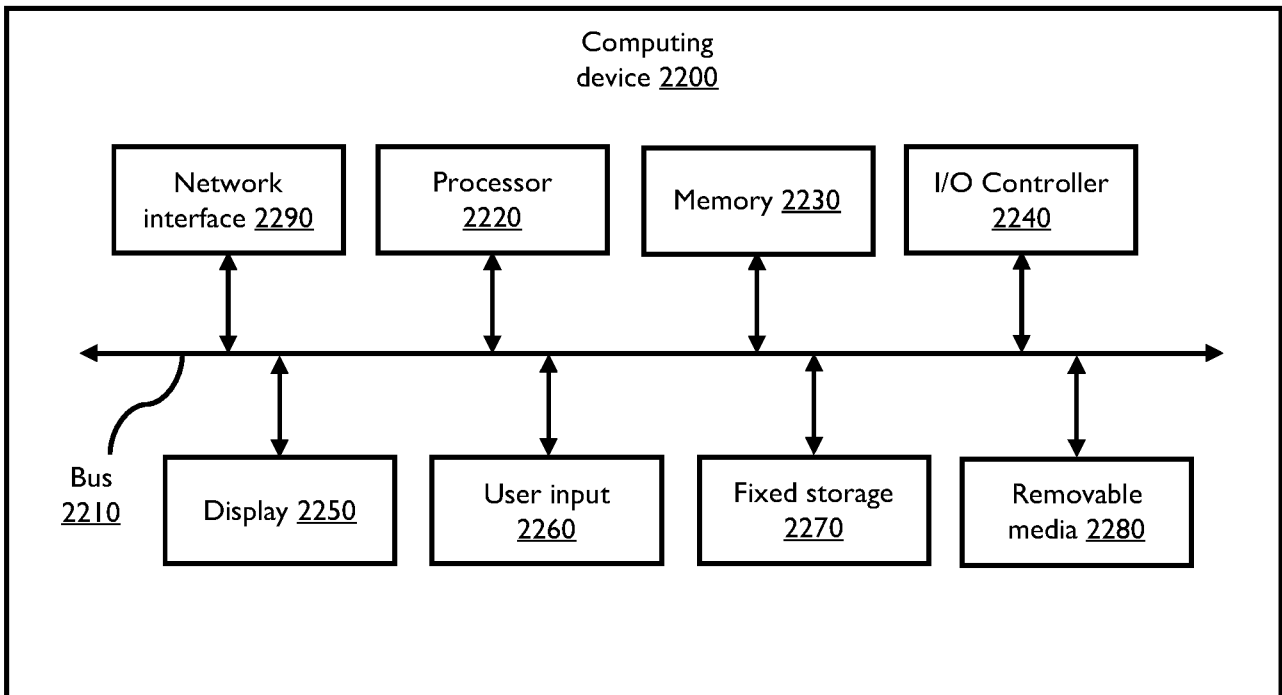 Computing
device 2200
Network
interface 2290
Processor
2220
Memory 2230
I/O Controller
2240
Bus
2210
Display 2250
User input
2260
Fixed storage
2270
Removable
media 2280